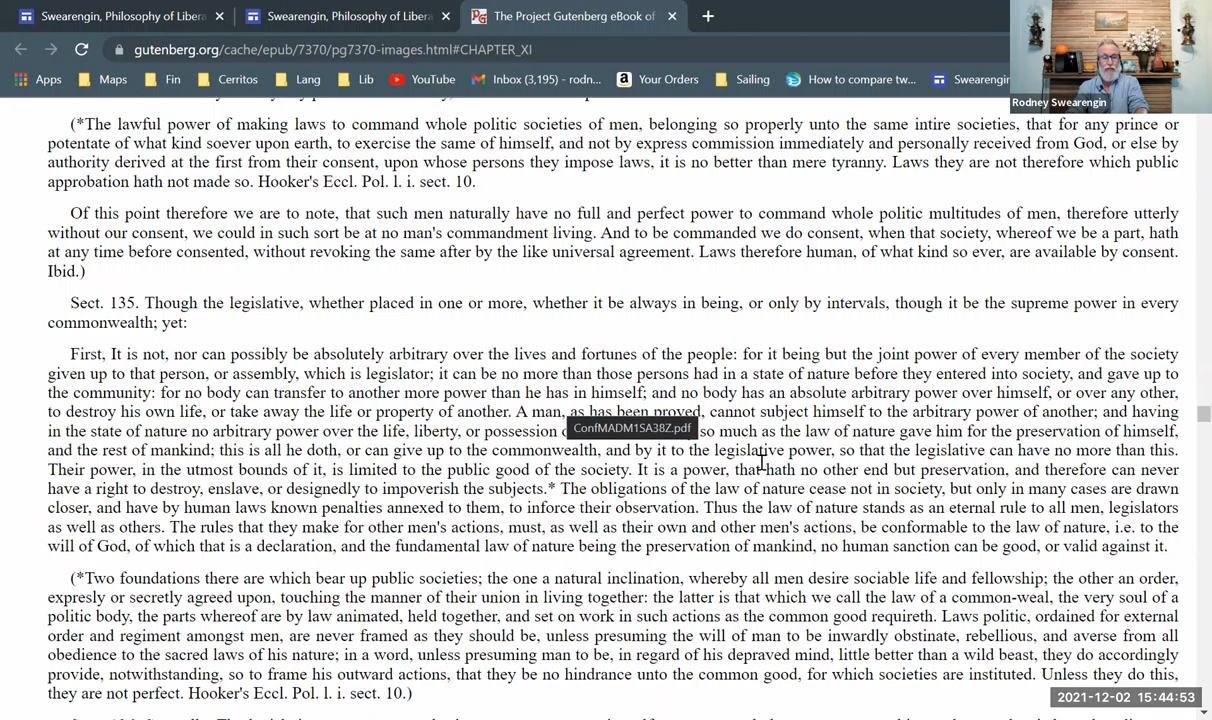 Swearengin, Philosophy of Libera
Swearengin, Philosophy of Libera
The Project Gutenberg eBook of
gutenberg.org/cache/epub/7370/pg7370-images.html#CHAPTER_XI
Apps Maps Fin Cerritos Lang Lib YouTube Inbox (3,195) - rodn... Your Orders Sailing How to compare tw... Swearengin
Rodney Swearengin
(*The lawful power of making laws to command whole politic societies of men, belonging so properly unto the same intire societies, that for any prince or
potentate of what kind soever upon earth, to exercise the same of himself, and not by express commission immediately and personally received from God, or else by
authority derived at the first from their consent, upon whose persons they impose laws, it is no better than mere tyranny. Laws they are not therefore which public
approbation hath not made so. Hooker's Eccl. Pol. l. i. sect. 10.
Of this point therefore we are to note, that such men naturally have no full and perfect power to command whole politic multitudes of men, therefore utterly
without our consent, we could in such sort be at no man's commandment living. And to be commanded we do consent, when that society, whereof we be a part, hath
at any time before consented, without revoking the same after by the like universal agreement. Laws therefore human, of what kind so ever, are available by consent.
Ibid.)
Sect. 135. Though the legislative, whether placed in one or more, whether it be always in being, or only by intervals, though it be the supreme power in every
commonwealth; yet:
First, It is not, nor can possibly be absolutely arbitrary over the lives and fortunes of the people: for it being but the joint power of every member of the society
given up to that person, or assembly, which is legislator; it can be no more than those persons had in a state of nature before they entered into society, and gave up to
the community: for no body can transfer to another more power than he has in himself; and no body has an absolute arbitrary power over himself, or over any other,
to destroy his own life, or take away the life or property of another. A man, as has been proved, cannot subject himself to the arbitrary power of another; and having
in the state of nature no arbitrary power over the life, liberty, or possession so much as the law of nature gave him for the preservation of himself,
ConfMADM1SA38Z.pdf
and the rest of mankind; this is all he doth, or can give up to the commonwealth, and by it to the legislative power, so that the legislative can have no more than this.
Their power, in the utmost bounds of it, is limited to the public good of the society. It is a power, that hath no other end but preservation, and therefore can never
have a right to destroy, enslave, or designedly to impoverish the subjects.* The obligations of the law of nature cease not in society, but only in many cases are drawn
closer, and have by human laws known penalties annexed to them, to inforce their observation. Thus the law of nature stands as an eternal rule to all men, legislators
as well as others. The rules that they make for other men's actions, must, as well as their own and other men's actions, be conformable to the law of nature, i.e. to the
will of God, of which that is a declaration, and the fundamental law of nature being the preservation of mankind, no human sanction can be good, or valid against it.
(*Two foundations there are which bear up public societies; the one a natural inclination, whereby all men desire sociable life and fellowship; the other an order,
expresly or secretly agreed upon, touching the manner of their union in living together: the latter is that which we call the law of a common-weal, the very soul of a
politic body, the parts whereof are by law animated, held together, and set on work in such actions as the common good requireth. Laws politic, ordained for external
order and regiment amongst men, are never framed as they should be, unless presuming the will of man to be inwardly obstinate, rebellious, and averse from all
obedience to the sacred laws of his nature; in a word, unless presuming man to be, in regard of his depraved mind, little better than a wild beast, they do accordingly
provide, notwithstanding, so to frame his outward actions, that they be no hindrance unto the common good, for which societies are instituted. Unless they do this,
they are not perfect. Hooker's Eccl. Pol. l. i. sect. 10.)
2021-12-02 15:44:53